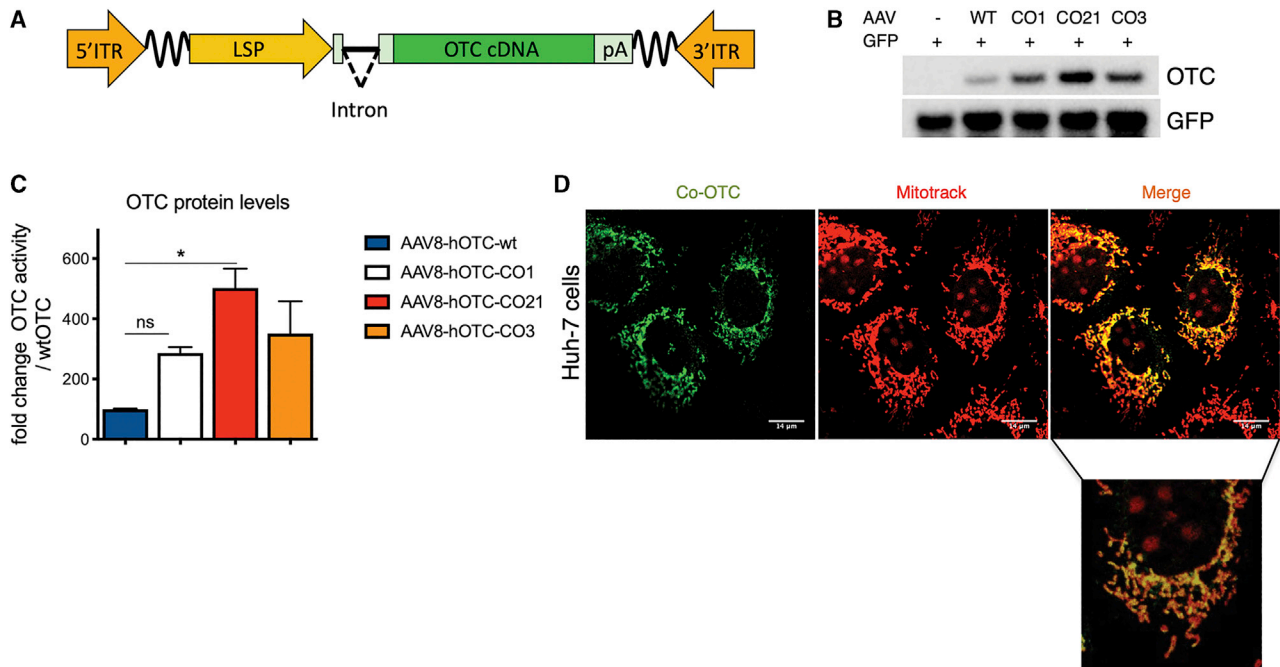 A
5'ITR
LSP
OTC cDNA
pA
3'ITR
Intron
B
AAV - WT CO1 CO21 CO3
GFP + + + + +
OTC
GFP
C
OTC protein levels
fold change OTC activity
/ wtOTC
600
400
200
0
ns
*
AAV8-hOTC-wt
AAV8-hOTC-CO1
AAV8-hOTC-CO21
AAV8-hOTC-CO3
D
Co-OTC
Mitotrack
Merge
Huh-7 cells
14 μm
14 μm
14 μm